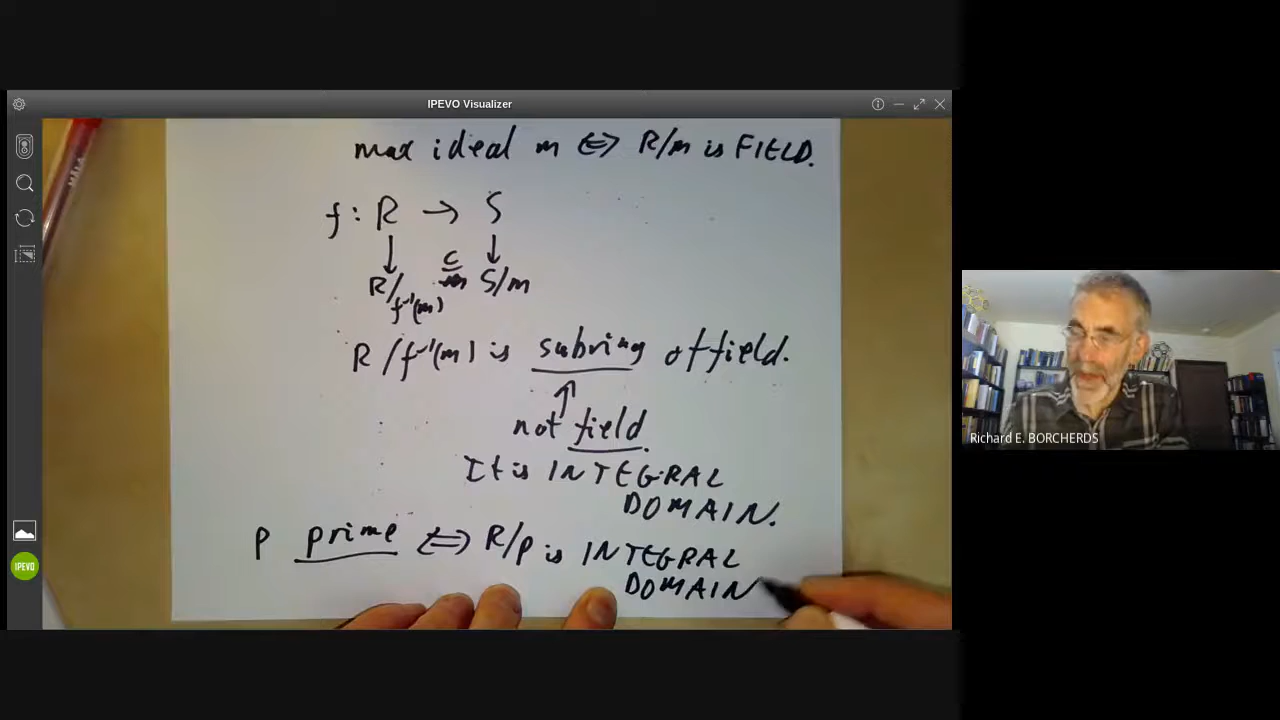 IPEVO Visualizer
max ideal m ⇔ R/m is FIELD.
f: R → S
↓ ↓
R/f⁻¹(m) ⊆ S/m
R/f⁻¹(m) is subring of field.
↑
not field.
It is INTEGRAL
DOMAIN.
P prime ⇔ R/p is INTEGRAL
DOMAIN
IPEVO
Richard E. BORCHERDS